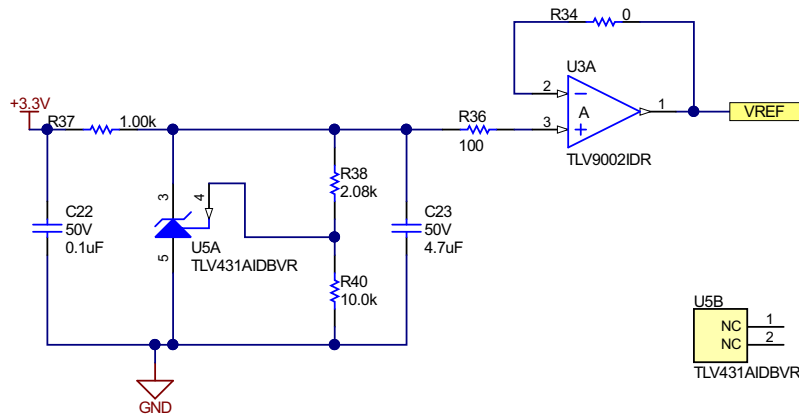 R34 0
U3A
2
1
A
3
TLV9002IDR
VREF
+3.3V
R37 1.00k
R36
100
3
4
R38
2.08k
C22
50V
0.1uF
U5A
TLV431AIDBVR
5
C23
50V
4.7uF
R40
10.0k
GND
U5B
NC 1
NC 2
TLV431AIDBVR